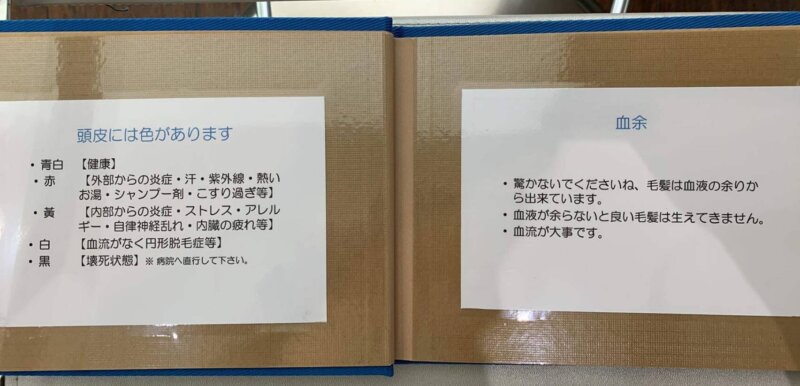 頭皮には色があります
・青白 【健康】
・赤 【外部からの炎症・汗・紫外線・熱い
お湯・シャンプー剤・こすり過ぎ等】
・黃 【内部からの炎症・ストレス・アレル
ギー・自律神経乱れ・内臓の疲れ等】
・白 【血流がなく円形脱毛症等】
・黒 【壊死状態】※ 病院へ直行して下さい。
血余
・驚かないでくださいね、毛髪は血液の余りか
ら出来ています。
・血液が余らないと良い毛髪は生えてきません。
・血流が大事です。